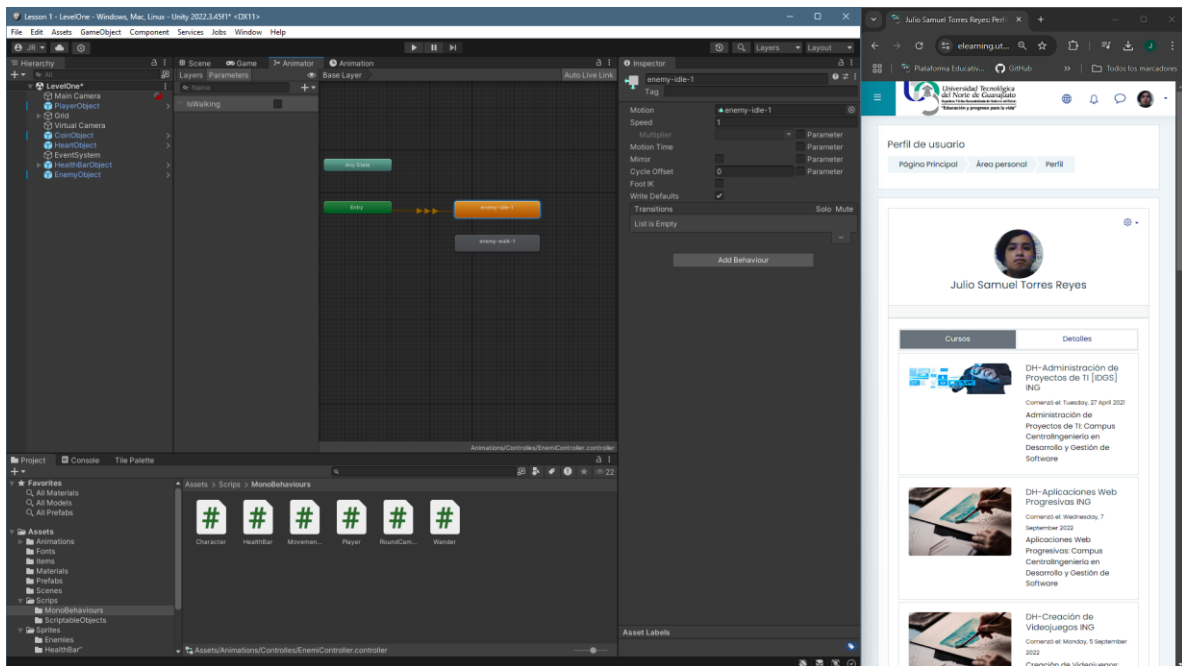 Lesson 1 - LevelOne - Windows, Mac, Linux - Unity 2022.3.45f1* <DX11>
File Edit Assets GameObject Component Services Jobs Window Help
JR
Layers Layout
Hierarchy
All
LevelOne*
Main Camera
PlayerObject
Grid
Virtual Camera
CoinObject
HeartObject
EventSystem
HealthBarObject
EnemyObject
Scene Game Animator Animation
Layers Parameters Base Layer Auto Live Link
Name
IsWalking
Any State
Entry
enemy-idle-1
enemy-walk-1
Animations/Controlles/EnemiController.controller
Inspector
enemy-idle-1
Tag
Motion enemy-idle-1
Speed 1
Multiplier Parameter
Motion Time Parameter
Mirror Parameter
Cycle Offset 0 Parameter
Foot IK
Write Defaults
Transitions Solo Mute
List is Empty
Add Behaviour
Asset Labels
Project Console Tile Palette
22
Favorites
All Materials
All Models
All Prefabs
Assets
Animations
Fonts
Items
Materials
Prefabs
Scenes
Scrips
MonoBehaviours
ScriptableObjects
Sprites
Enemies
HealthBar"
Assets > Scrips > MonoBehaviours
# # # # # #
Character HealthBar Movemen... Player RoundCam... Wander
Assets/Animations/Controlles/EnemiController.controller
Julio Samuel Torres Reyes: Perfi
elearning.ut...
J
Plataforma Educativ... GitHub Todos los marcadores
Universidad Tecnológica
del Norte de Guanajuato
"Educación y progreso para la vida"
Perfil de usuario
Página Principal Área personal Perfil
Julio Samuel Torres Reyes
Cursos Detalles
DH-Administración de
Proyectos de TI [IDGS]
ING
Comenzó el: Tuesday, 27 April 2021
Administración de
Proyectos de TI: Campus
CentralIngeniería en
Desarrollo y Gestión de
Software
DH-Aplicaciones Web
Progresivas ING
Comenzó el: Wednesday, 7
September 2022
Aplicaciones Web
Progresivas: Campus
CentralIngeniería en
Desarrollo y Gestión de
Software
DH-Creación de
Videojuegos ING
Comenzó el: Monday, 5 September
2022
Creación de Videojuegos: